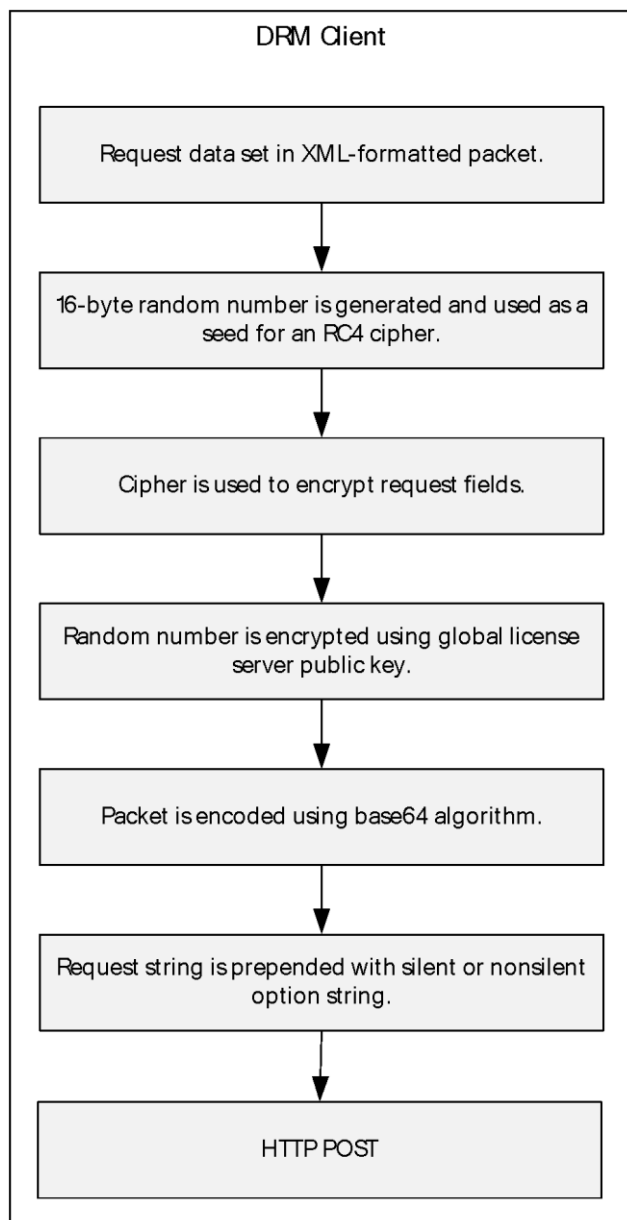 DRM Client
Request data set in XML-formatted packet.
16-byte random number is generated and used as a
seed for an RC4 cipher.
Cipher is used to encrypt request fields.
Random number is encrypted using global license
server public key.
Packet is encoded using base64 algorithm.
Request string is prepended with silent or nonsilent
option string.
HTTP POST